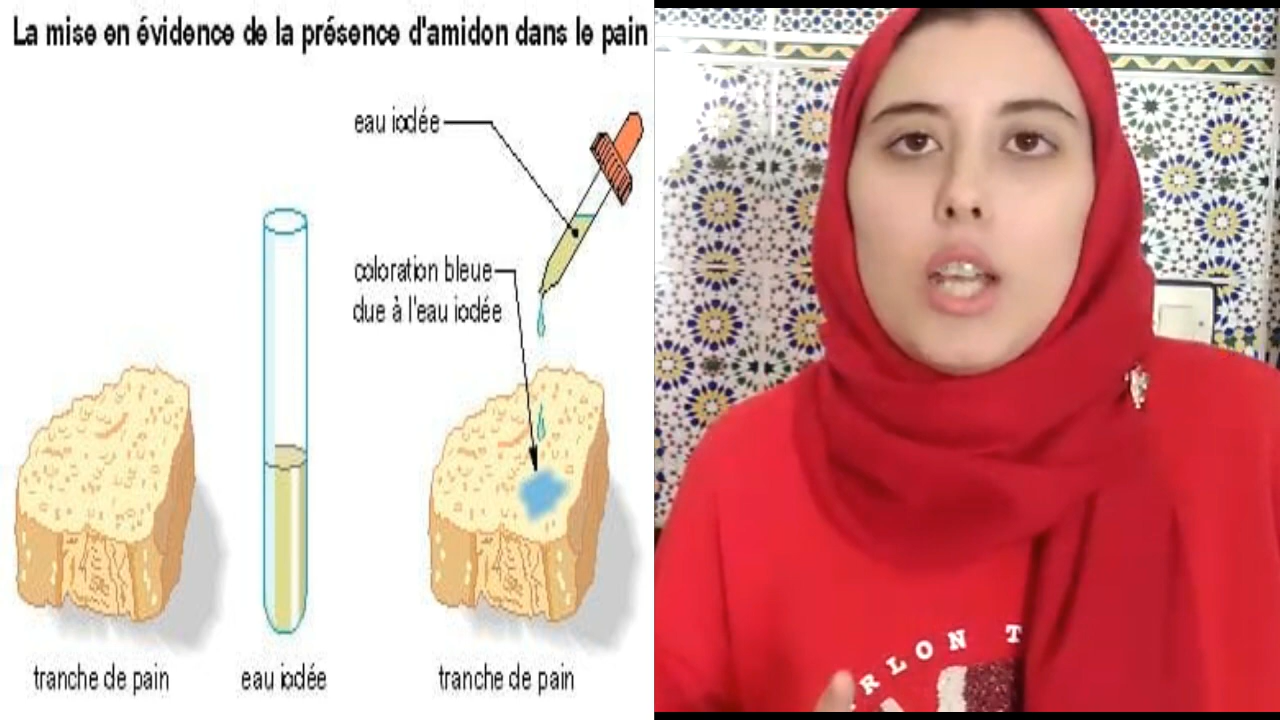 La mise en évidence de la présence d'amidon dans le pain
eau iodée
coloration bleue
due à l'eau iodée
tranche de pain
eau iodée
tranche de pain
RLON T